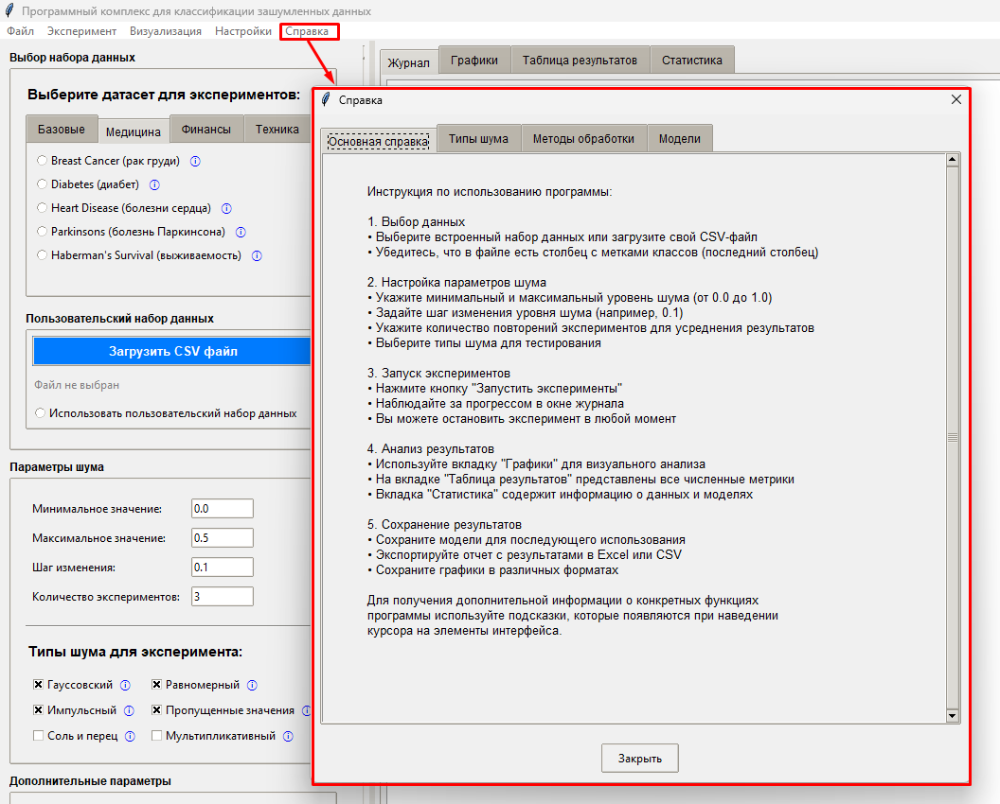 Программный комплекс для классификации зашумленных данных
Файл Эксперимент Визуализация Настройки Справка
Выбор набора данных
Выберите датасет для экспериментов:
Базовые Медицина Финансы Техника
Breast Cancer (рак груди)
Diabetes (диабет)
Heart Disease (болезни сердца)
Parkinsons (болезнь Паркинсона)
Haberman's Survival (выживаемость)
Пользовательский набор данных
Загрузить CSV файл
Файл не выбран
Использовать пользовательский набор данных
Параметры шума
Минимальное значение: 0.0
Максимальное значение: 0.5
Шаг изменения: 0.1
Количество экспериментов: 3
Типы шума для эксперимента:
Гауссовский Равномерный
Импульсный Пропущенные значения
Соль и перец Мультипликативный
Дополнительные параметры
Журнал Графики Таблица результатов Статистика
Справка
Основная справка Типы шума Методы обработки Модели
Инструкция по использованию программы:
1. Выбор данных
• Выберите встроенный набор данных или загрузите свой CSV-файл
• Убедитесь, что в файле есть столбец с метками классов (последний столбец)
2. Настройка параметров шума
• Укажите минимальный и максимальный уровень шума (от 0.0 до 1.0)
• Задайте шаг изменения уровня шума (например, 0.1)
• Укажите количество повторений экспериментов для усреднения результатов
• Выберите типы шума для тестирования
3. Запуск экспериментов
• Нажмите кнопку "Запустить эксперименты"
• Наблюдайте за прогрессом в окне журнала
• Вы можете остановить эксперимент в любой момент
4. Анализ результатов
• Используйте вкладку "Графики" для визуального анализа
• На вкладке "Таблица результатов" представлены все численные метрики
• Вкладка "Статистика" содержит информацию о данных и моделях
5. Сохранение результатов
• Сохраните модели для последующего использования
• Экспортируйте отчет с результатами в Excel или CSV
• Сохраните графики в различных форматах
Для получения дополнительной информации о конкретных функциях
программы используйте подсказки, которые появляются при наведении
курсора на элементы интерфейса.
Закрыть